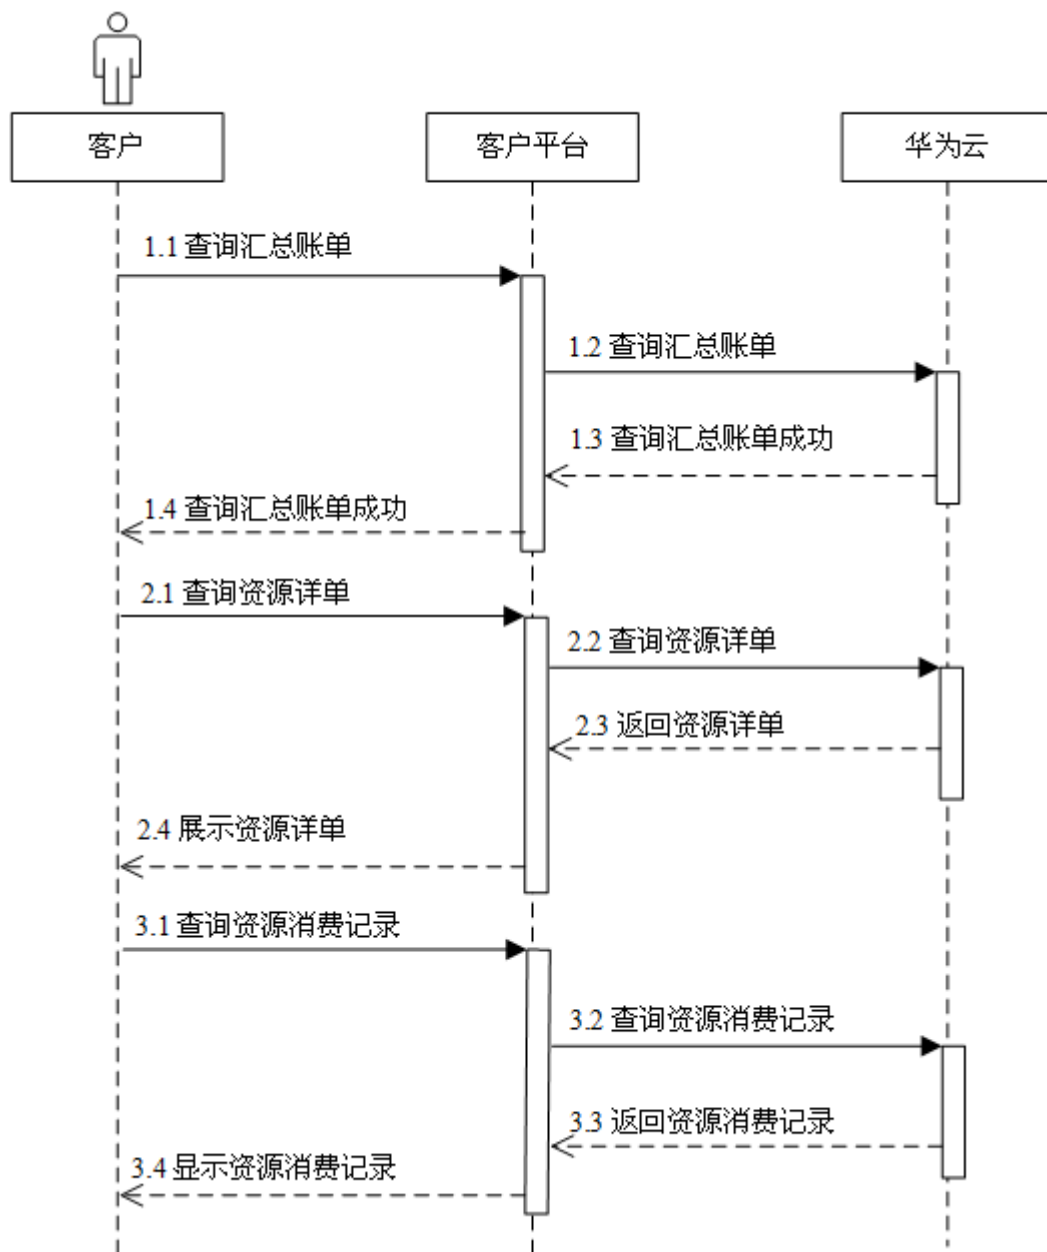 客户
客户平台
华为云
1.1 查询汇总账单
1.2 查询汇总账单
1.3 查询汇总账单成功
1.4 查询汇总账单成功
2.1 查询资源详单
2.2 查询资源详单
2.3 返回资源详单
2.4 展示资源详单
3.1 查询资源消费记录
3.2 查询资源消费记录
3.3 返回资源消费记录
3.4 显示资源消费记录